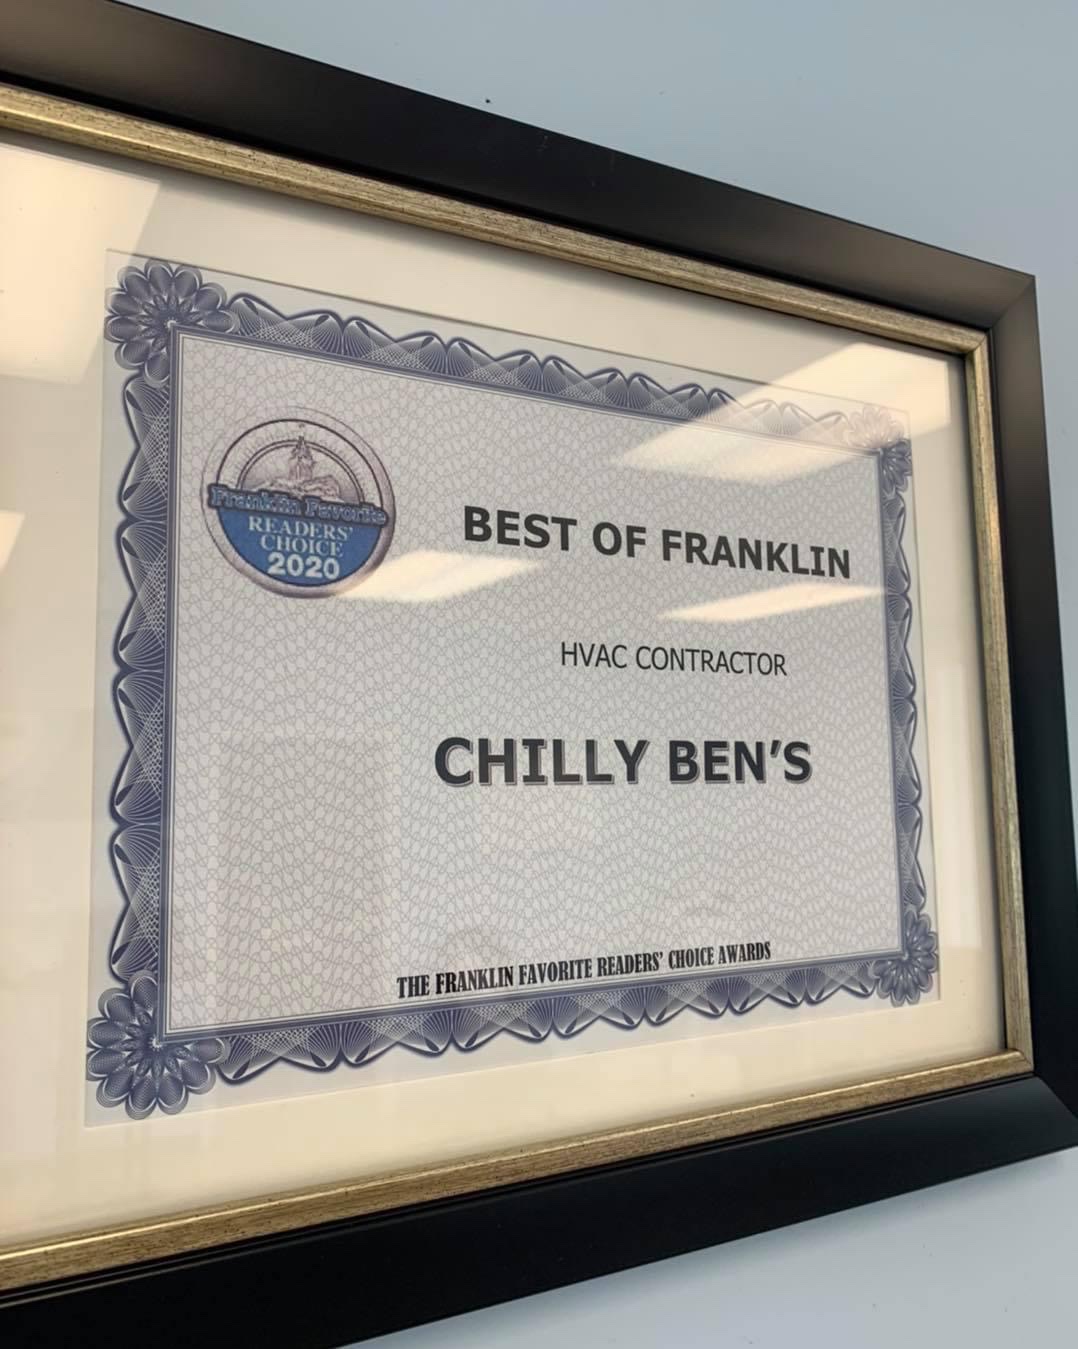 Franklin Favorite
READERS'
CHOICE
2020
BEST OF FRANKLIN
HVAC CONTRACTOR
CHILLY BEN'S
THE FRANKLIN FAVORITE READERS' CHOICE AWARDS